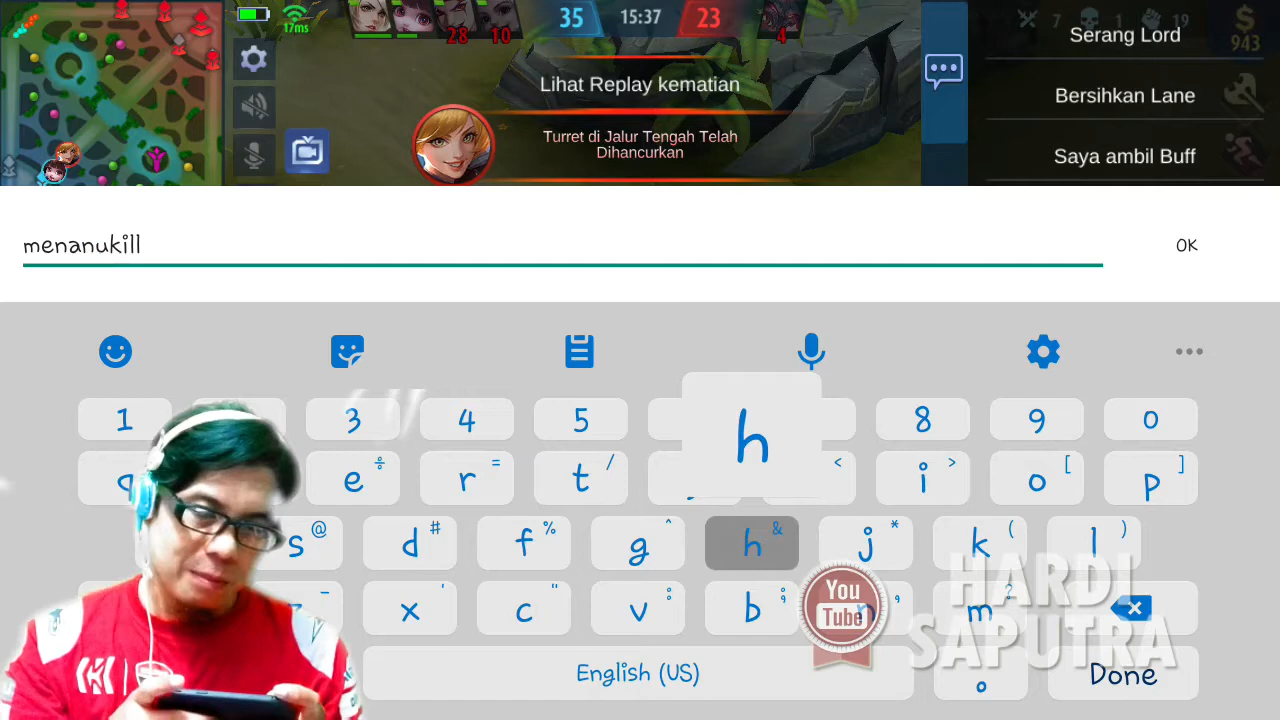 17ms
28
10
35
15:37
23
4
7
1
19
943
Serang Lord
Lihat Replay kematian
Bersihkan Lane
Turret di Jalur Tengah Telah
Dihancurkan
Saya ambil Buff
menanukill
OK
h
1 3 4 5 8 9 0
q e ÷ r = t / < i > o [ p ]
s @ d # f % g ^ h & j * k ( l )
- x ' c " v : b ; n , m ?
English (US)
Done
You
Tube
HARDI
SAPUTRA